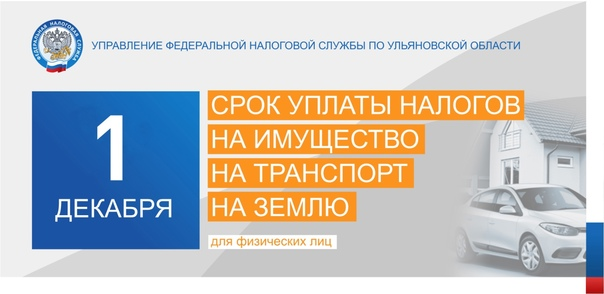 УПРАВЛЕНИЕ ФЕДЕРАЛЬНОЙ НАЛОГОВОЙ СЛУЖБЫ ПО УЛЬЯНОВСКОЙ ОБЛАСТИ
1
ДЕКАБРЯ
СРОК УПЛАТЫ НАЛОГОВ
НА ИМУЩЕСТВО
НА ТРАНСПОРТ
НА ЗЕМЛЮ
для физических лиц